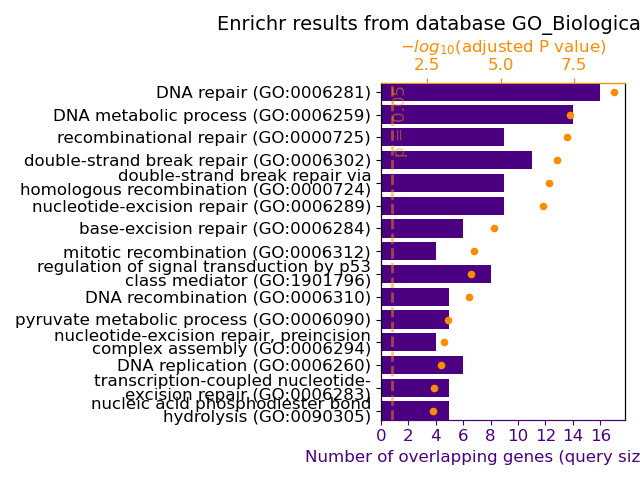 Enrichr results from database GO_Biologica
−log10(adjusted P value)
2.5 5.0 7.5
p = 0.05
DNA repair (GO:0006281)
DNA metabolic process (GO:0006259)
recombinational repair (GO:0000725)
double-strand break repair (GO:0006302)
double-strand break repair via
homologous recombination (GO:0000724)
nucleotide-excision repair (GO:0006289)
base-excision repair (GO:0006284)
mitotic recombination (GO:0006312)
regulation of signal transduction by p53
class mediator (GO:1901796)
DNA recombination (GO:0006310)
pyruvate metabolic process (GO:0006090)
nucleotide-excision repair, preincision
complex assembly (GO:0006294)
DNA replication (GO:0006260)
transcription-coupled nucleotide-
excision repair (GO:0006283)
nucleic acid phosphodiester bond
hydrolysis (GO:0090305)
0 2 4 6 8 10 12 14 16
Number of overlapping genes (query siz